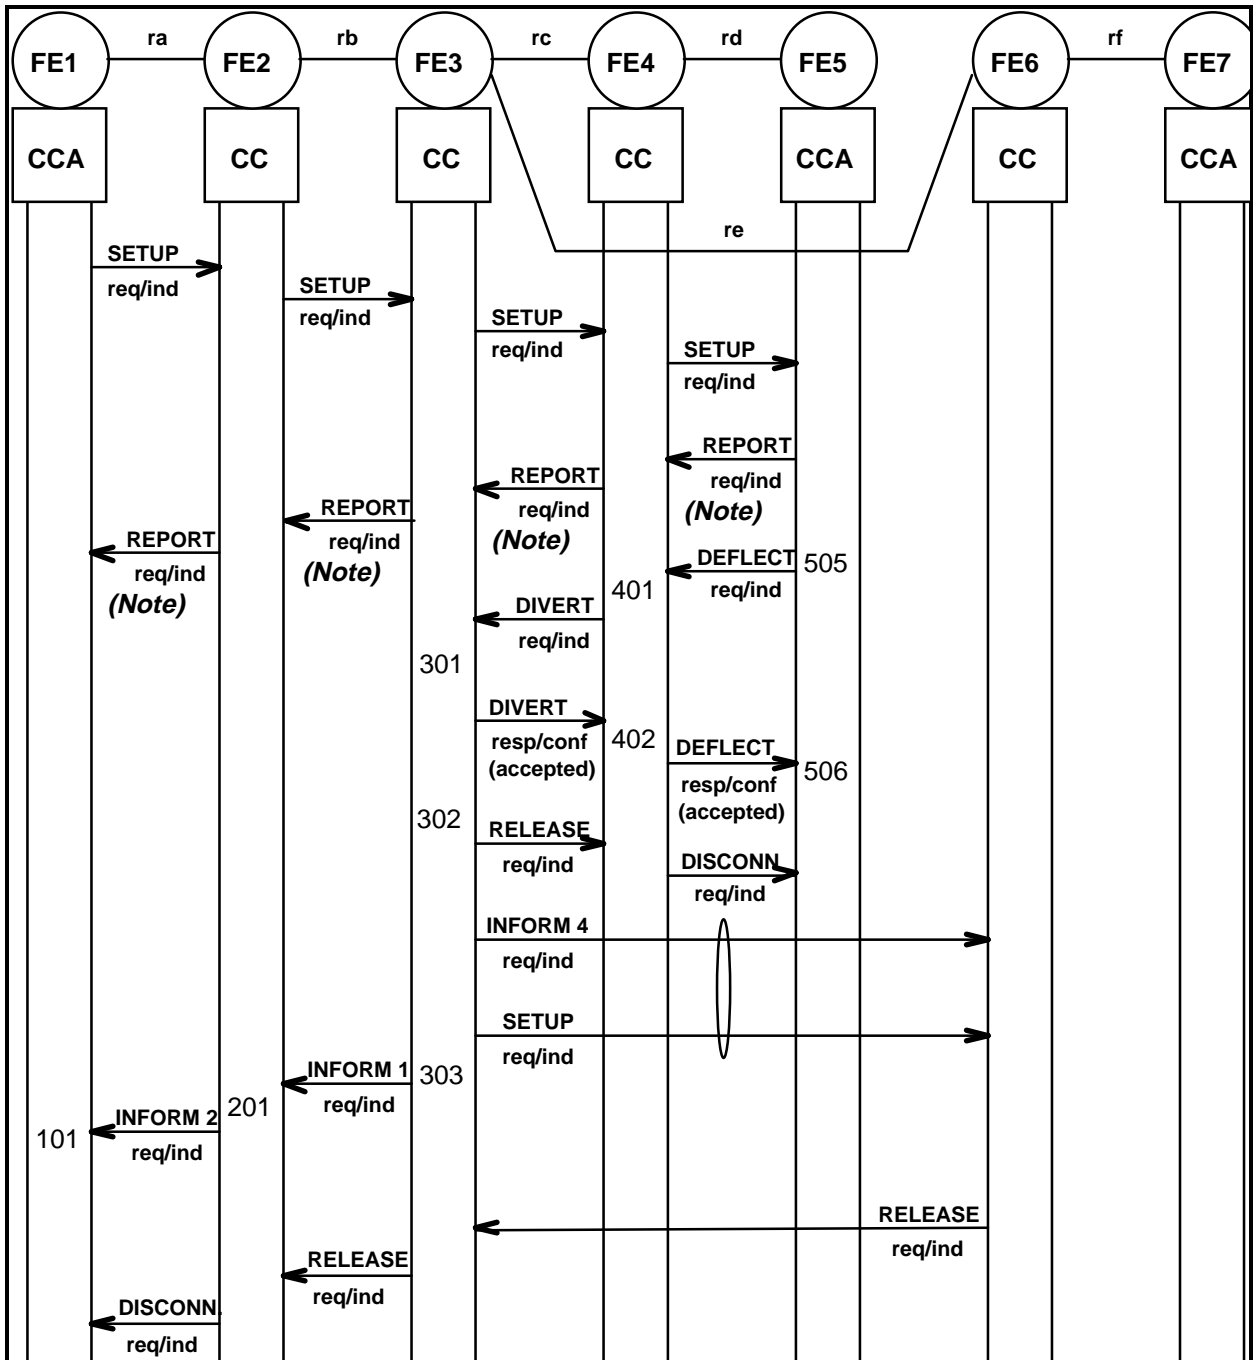 ra rb rc rd rf
FE1 FE2 FE3 FE4 FE5 FE6 FE7
CCA CC CC CC CCA CC CCA
re
SETUP
req/ind
SETUP
req/ind
SETUP
req/ind
SETUP
req/ind
REPORT
req/ind
(Note)
REPORT
req/ind
(Note)
REPORT
req/ind
(Note)
REPORT
req/ind
(Note)
DEFLECT 505
req/ind
401
DIVERT
req/ind
301
DIVERT
resp/conf
(accepted)
402
DEFLECT
resp/conf
(accepted)
506
302
RELEASE
req/ind
DISCONN
req/ind
INFORM 4
req/ind
SETUP
req/ind
INFORM 1 303
req/ind
201
INFORM 2
req/ind
101
RELEASE
req/ind
RELEASE
req/ind
DISCONN.
req/ind